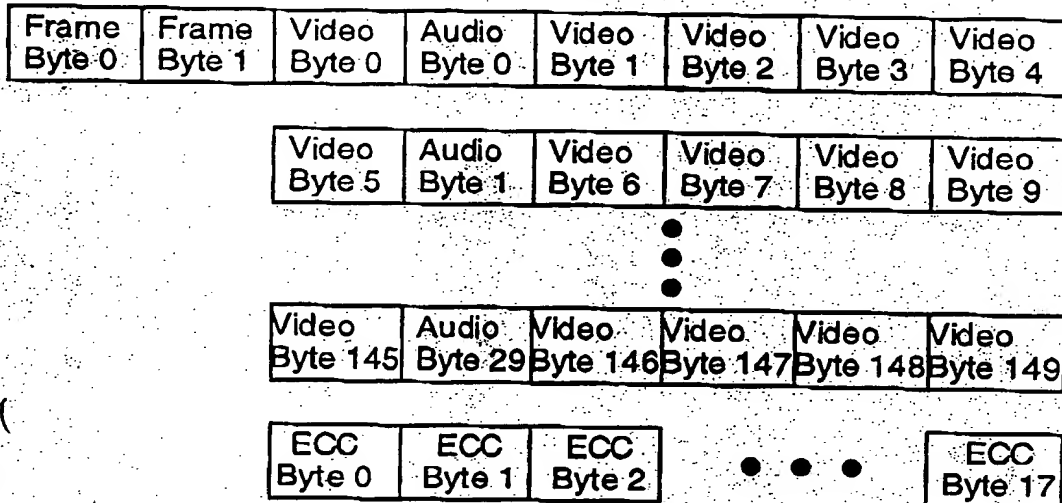 Frame Frame Video Audio Video Video Video Video
Byte 0 Byte 1 Byte 0 Byte 0 Byte 1 Byte 2 Byte 3 Byte 4
Video Audio Video Video Video Video
Byte 5 Byte 1 Byte 6 Byte 7 Byte 8 Byte 9
Video Audio Video Video Video Video
Byte 145 Byte 29 Byte 146 Byte 147 Byte 148 Byte 149
(
ECC ECC ECC ECC
Byte 0 Byte 1 Byte 2 Byte 17